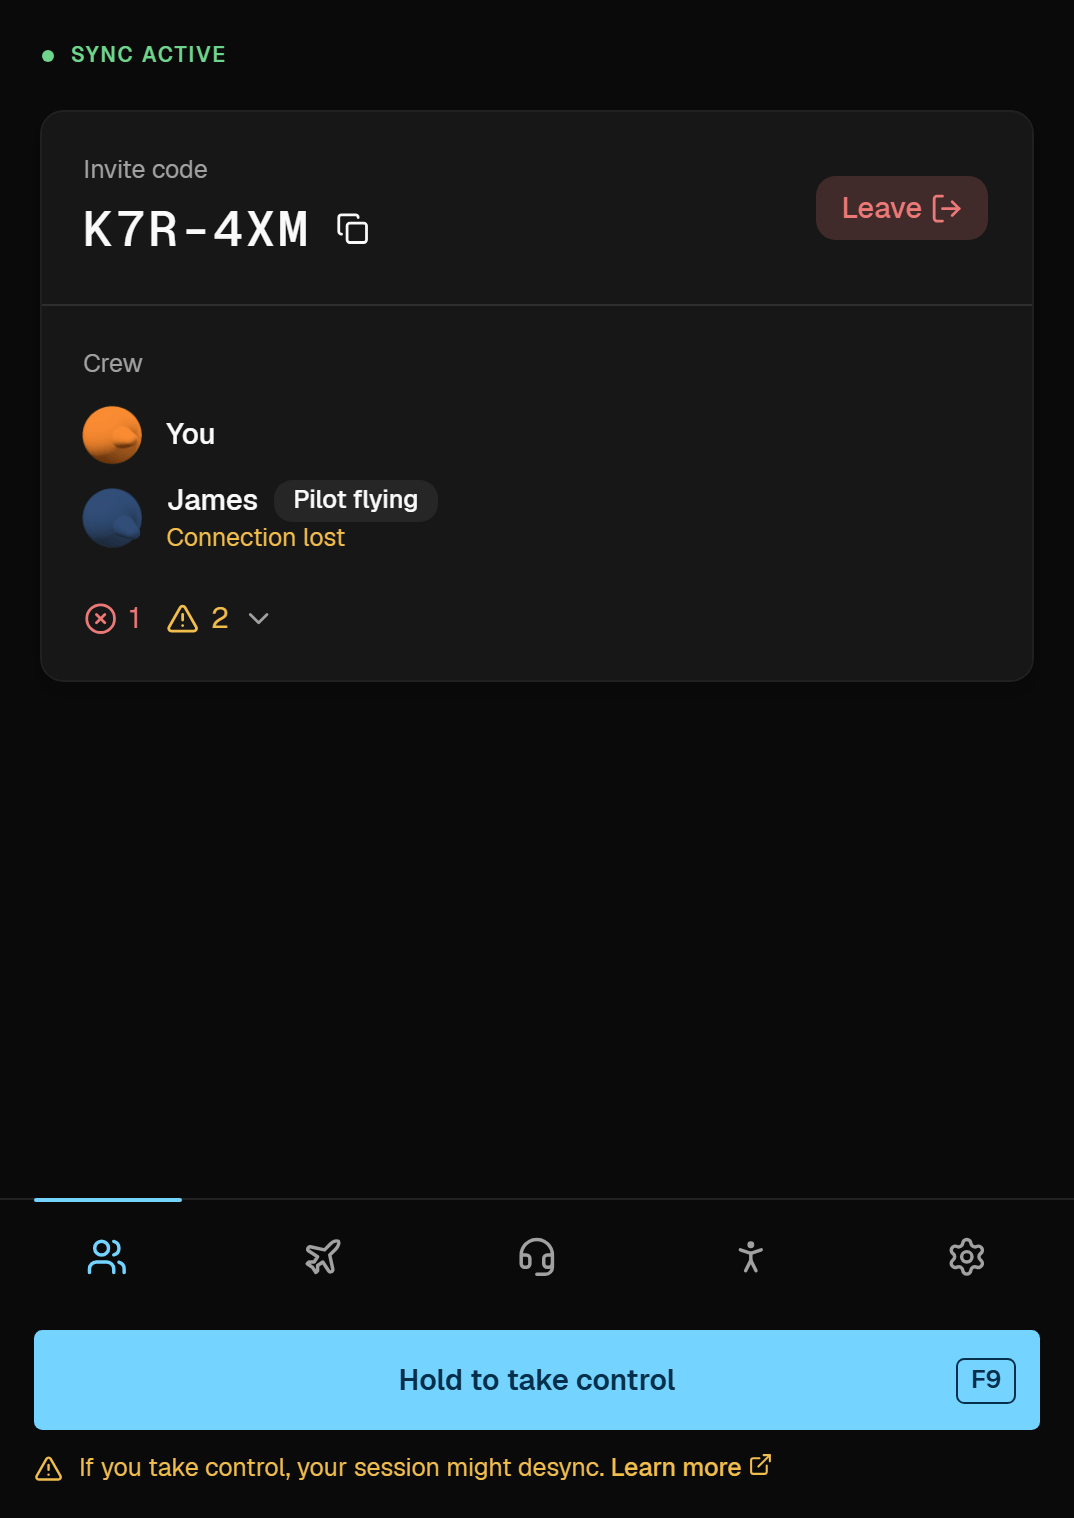 SYNC ACTIVE
Invite code
K7R-4XM
Leave
Crew
You
James
Pilot flying
Connection lost
1
2
Hold to take control
F9
If you take control, your session might desync. Learn more